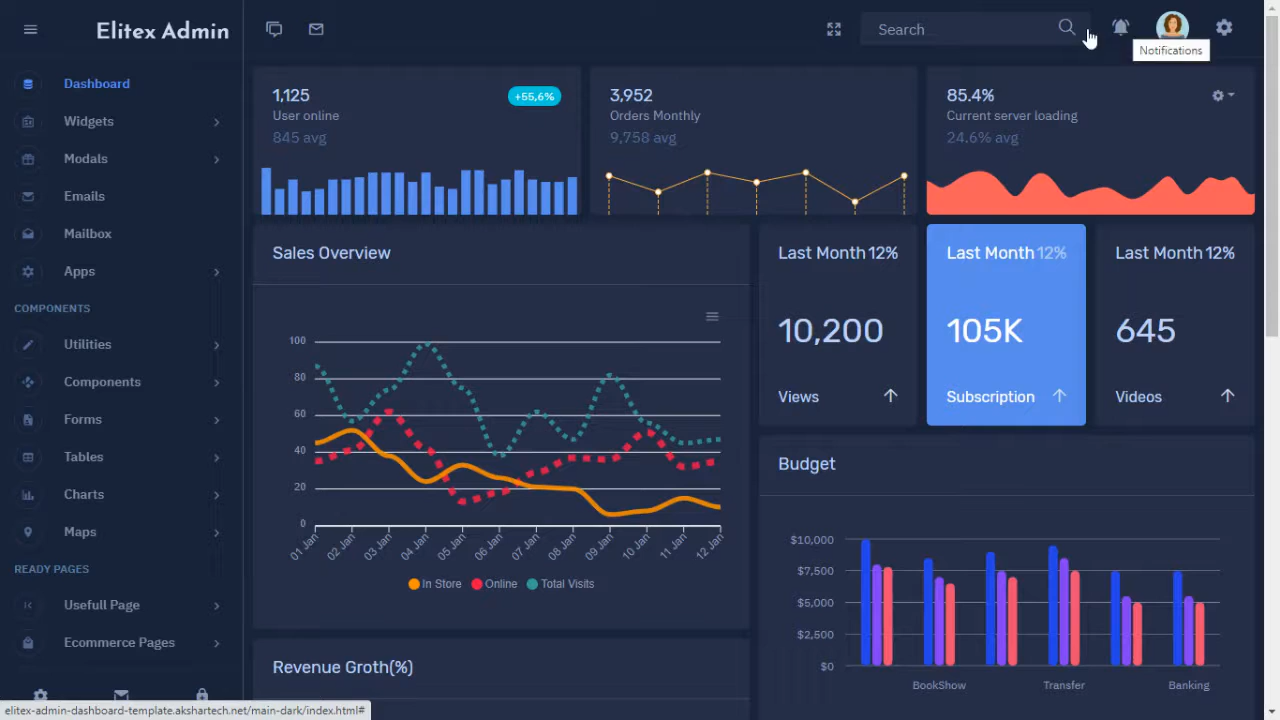 Elitex Admin
Search...
Notifications
Dashboard
Widgets
Modals
Emails
Mailbox
Apps
COMPONENTS
Utilities
Components
Forms
Tables
Charts
Maps
READY PAGES
Usefull Page
Ecommerce Pages
elitex-admin-dashboard-template.akshartech.net/main-dark/index.html#
1,125
+55,6%
User online
845 avg
3,952
Orders Monthly
9,758 avg
85.4%
Current server loading
24.6% avg
Sales Overview
100
80
60
40
20
0
01 Jan 02 Jan 03 Jan 04 Jan 05 Jan 06 Jan 07 Jan 08 Jan 09 Jan 10 Jan 11 Jan 12 Jan
In Store Online Total Visits
Last Month 12%
10,200
Views
Last Month 12%
105K
Subscription
Last Month 12%
645
Videos
Budget
$10,000
$7,500
$5,000
$2,500
$0
BookShow Transfer Banking
Revenue Groth(%)